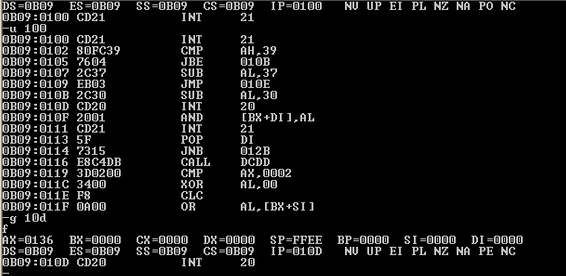 DS=0B09 ES=0B09 SS=0B09 CS=0B09 IP=0100 NV UP EI PL NZ NA PO NC
0B09:0100 CD21 INT 21
-u 100
0B09:0100 CD21 INT 21
0B09:0102 80FC39 CMP AH,39
0B09:0105 7604 JBE 010B
0B09:0107 2C37 SUB AL,37
0B09:0109 EB03 JMP 010E
0B09:010B 2C30 SUB AL,30
0B09:010D CD20 INT 20
0B09:010F 2001 AND [BX+DI],AL
0B09:0111 CD21 INT 21
0B09:0113 5F POP DI
0B09:0114 7315 JNB 012B
0B09:0116 E8C4DB CALL DCDD
0B09:0119 3D0200 CMP AX,0002
0B09:011C 3400 XOR AL,00
0B09:011E F8 CLC
0B09:011F 0A00 OR AL,[BX+SI]
-g 10d
f
AX=0136 BX=0000 CX=0000 DX=0000 SP=FFEE BP=0000 SI=0000 DI=0000
DS=0B09 ES=0B09 SS=0B09 CS=0B09 IP=010D NV UP EI PL NZ NA PE NC
0B09:010D CD20 INT 20